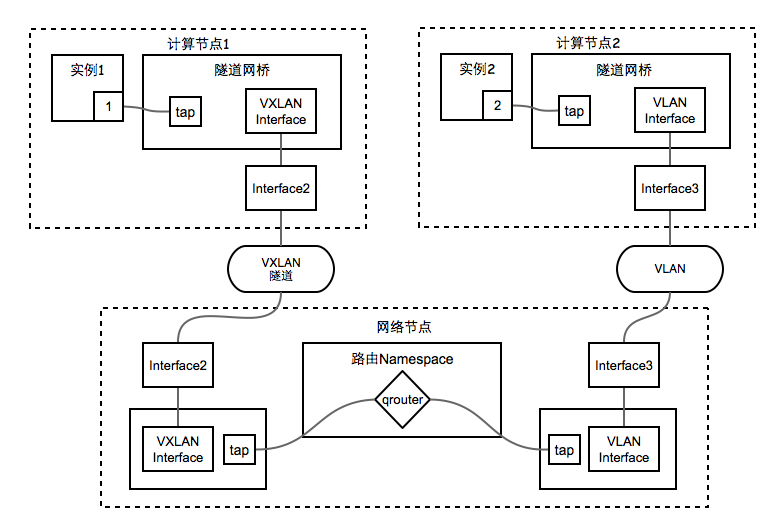 计算节点1
实例1
1
隧道网桥
tap
VXLAN
Interface
Interface2
VXLAN
隧道
计算节点2
实例2
2
隧道网桥
tap
VLAN
Interface
Interface3
VLAN
网络节点
Interface2
VXLAN
Interface
tap
路由Namespace
qrouter
Interface3
tap
VLAN
Interface